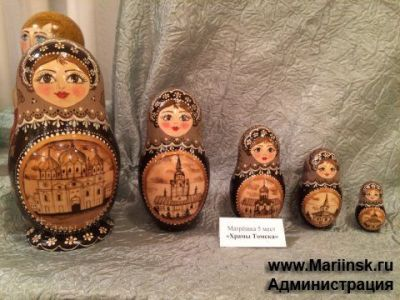 Матрёшка 5 мест
«Храмы Томска»
www.Mariinsk.ru
Администрация